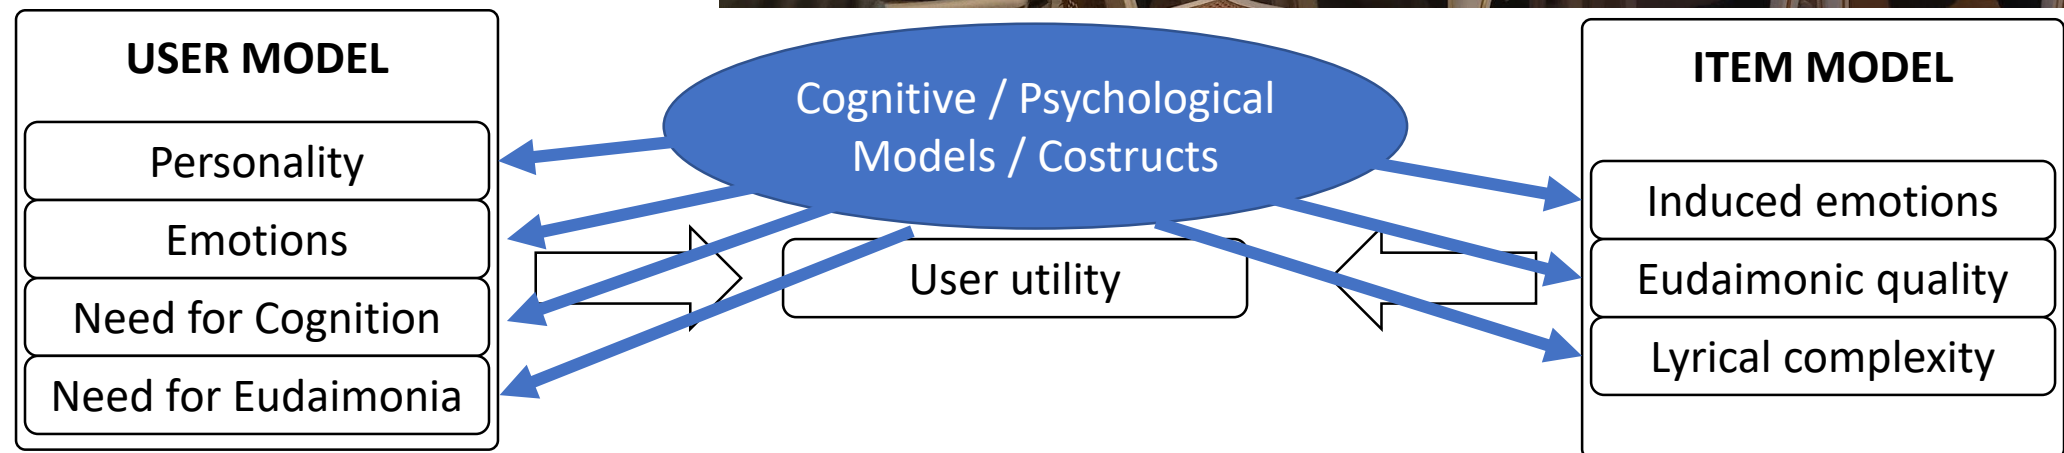 USER MODEL
Personality
Emotions
Need for Cognition
Need for Eudaimonia
Cognitive / Psychological
Models / Costructs
User utility
ITEM MODEL
Induced emotions
Eudaimonic quality
Lyrical complexity